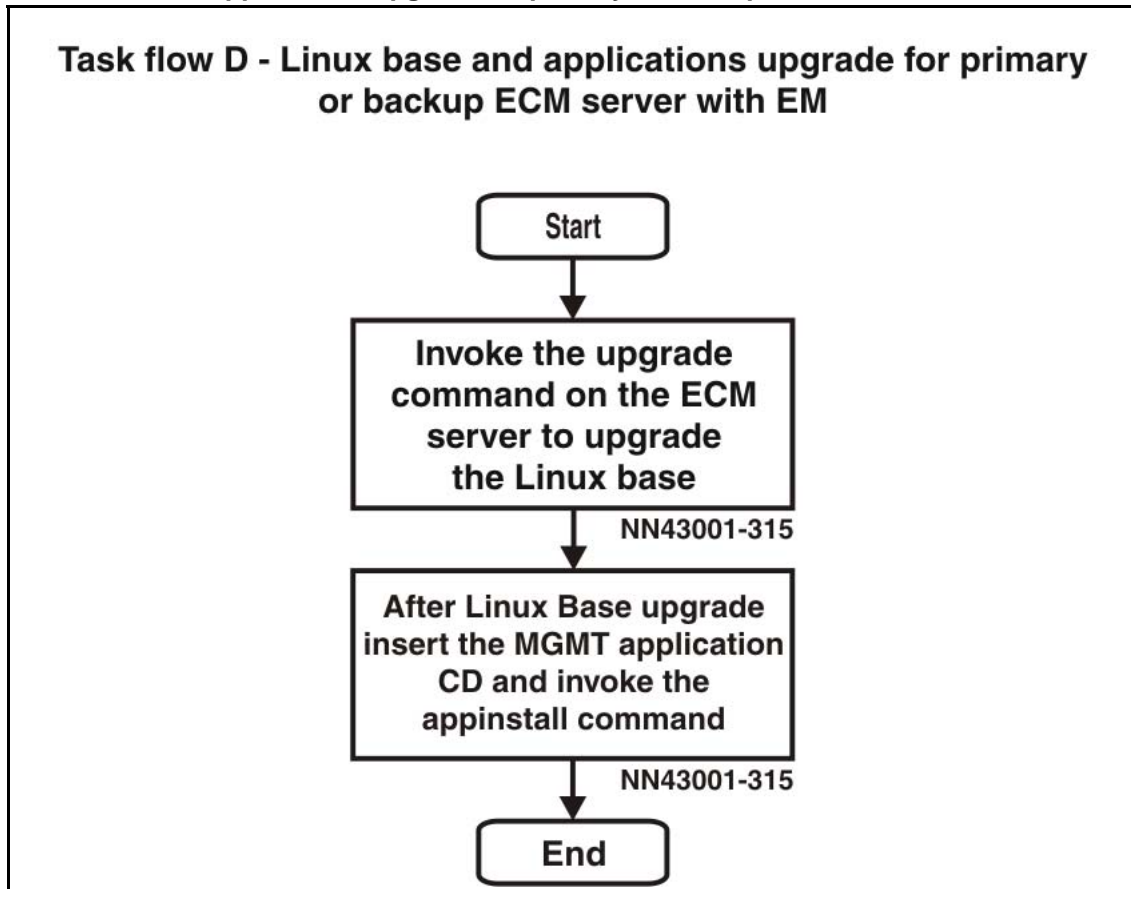 Task flow D - Linux base and applications upgrade for primary
or backup ECM server with EM
Start
Invoke the upgrade
command on the ECM
server to upgrade
the Linux base
NN43001-315
After Linux Base upgrade
insert the MGMT application
CD and invoke the
appinstall command
NN43001-315
End